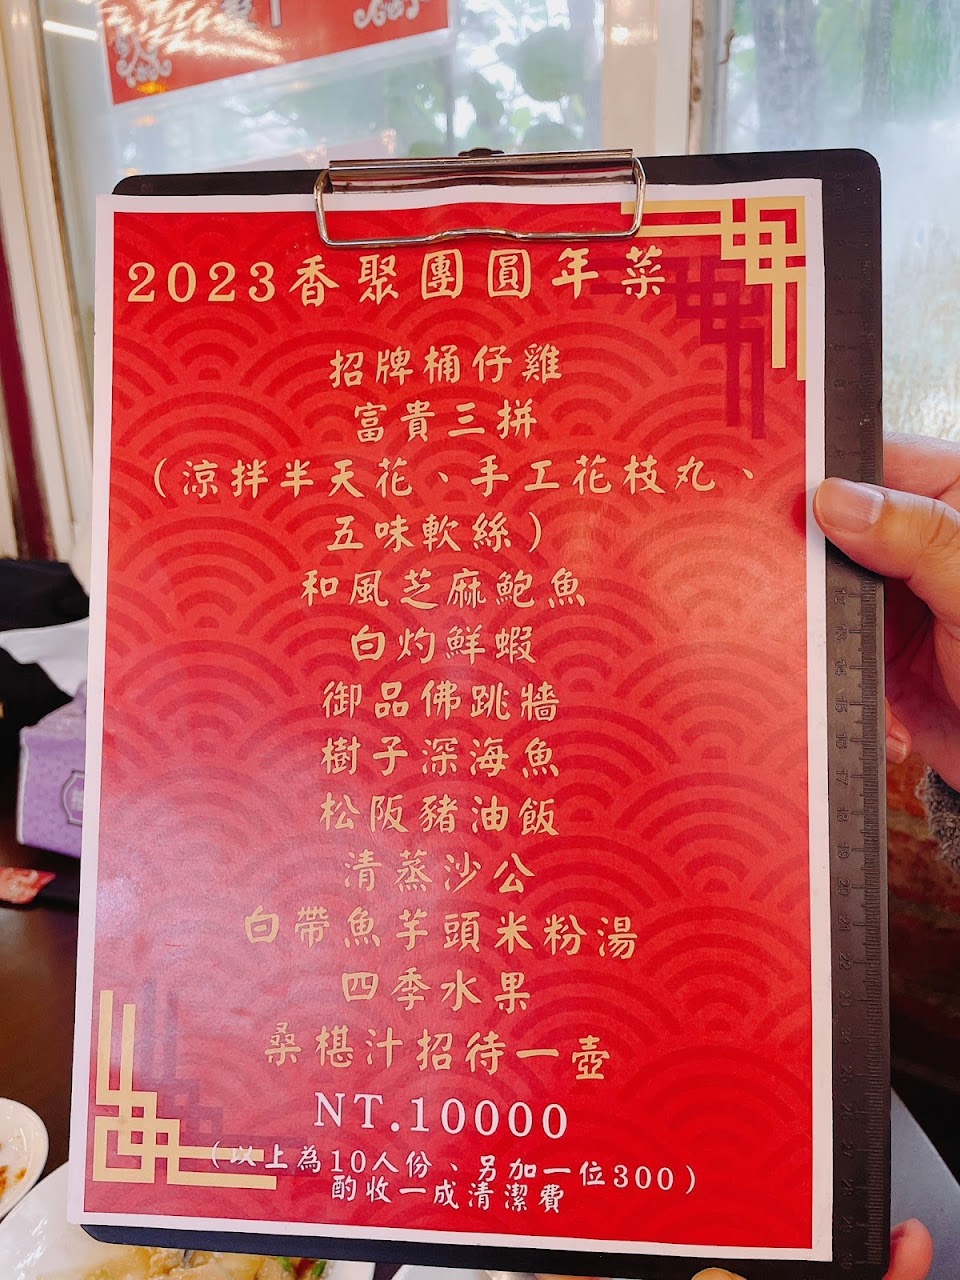 2023香聚團圓年菜
招牌桶仔雞
富貴三拼
（涼拌半天花、手工花枝丸、
五味軟絲）
和風芝麻鮑魚
白灼鮮蝦
御品佛跳牆
樹子深海魚
松阪豬油飯
清蒸沙公
白帶魚芋頭米粉湯
四季水果
桑椹汁招待一壺
NT.10000
（以上為10人份、另加一位300）
酌收一成清潔費